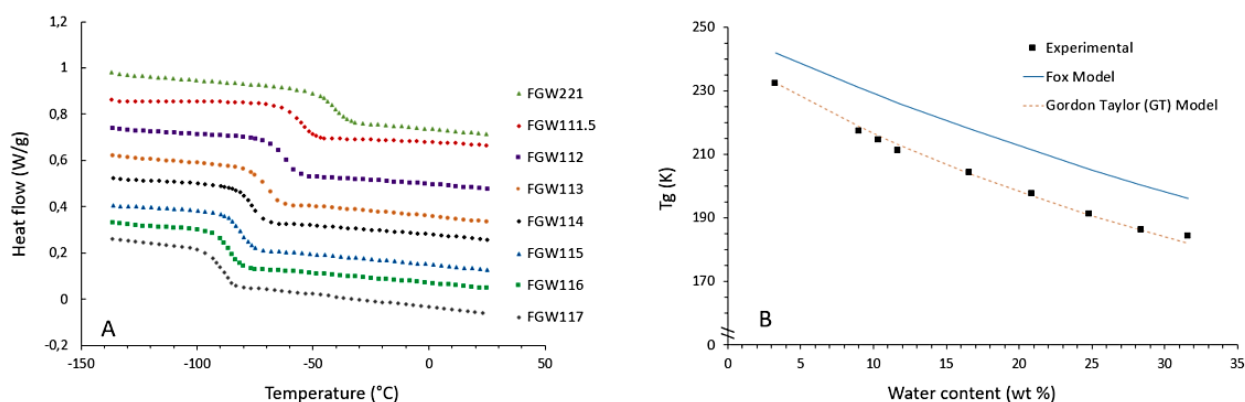 1,2
1
0,8
0,6
0,4
0,2
0
-0,2
-150
-100
-50
0
50
Heat flow (W/g)
Temperature (°C)
A
FGW221
FGW111.5
FGW112
FGW113
FGW114
FGW115
FGW116
FGW117
250
230
210
190
170
0
0
5
10
15
20
25
30
35
Tg (K)
Water content (wt %)
B
Experimental
Fox Model
Gordon Taylor (GT) Model